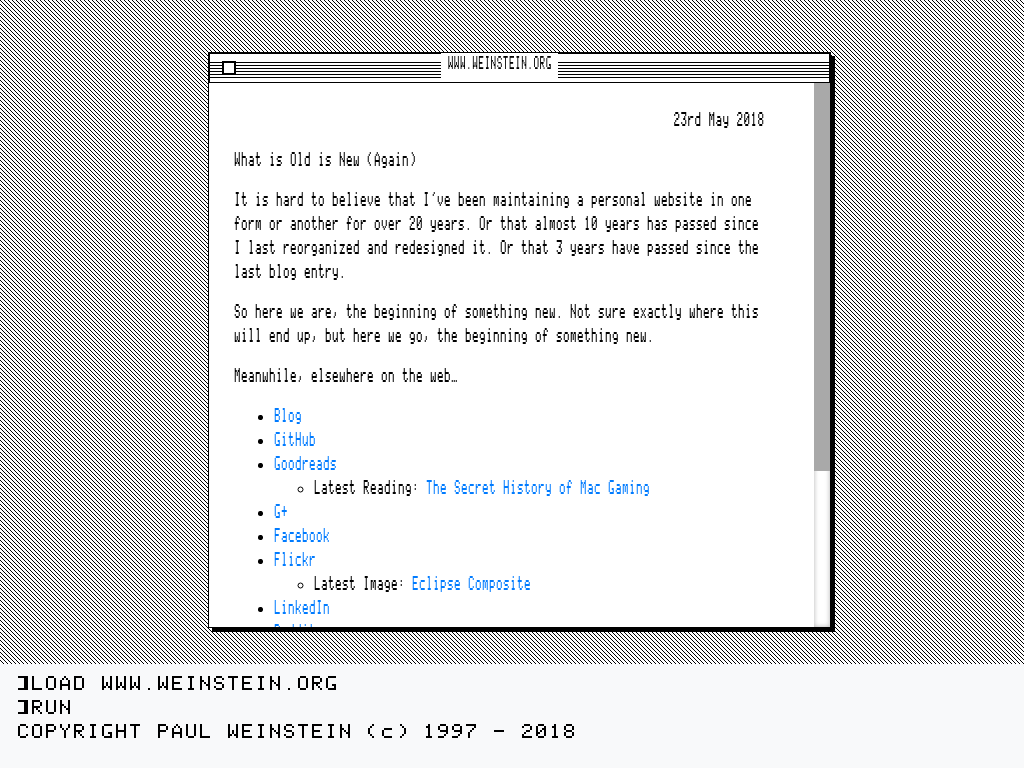 WWW.WEINSTEIN.ORG
23rd May 2018
What is Old is New (Again)
It is hard to believe that I've been maintaining a personal website in one
form or another for over 20 years. Or that almost 10 years has passed since
I last reorganized and redesigned it. Or that 3 years have passed since the
last blog entry.
So here we are, the beginning of something new. Not sure exactly where this
will end up, but here we go, the beginning of something new.
Meanwhile, elsewhere on the web…
Blog
GitHub
Goodreads
Latest Reading: The Secret History of Mac Gaming
G+
Facebook
Flickr
Latest Image: Eclipse Composite
LinkedIn
]LOAD WWW.WEINSTEIN.ORG
]RUN
COPYRIGHT PAUL WEINSTEIN (c) 1997 - 2018